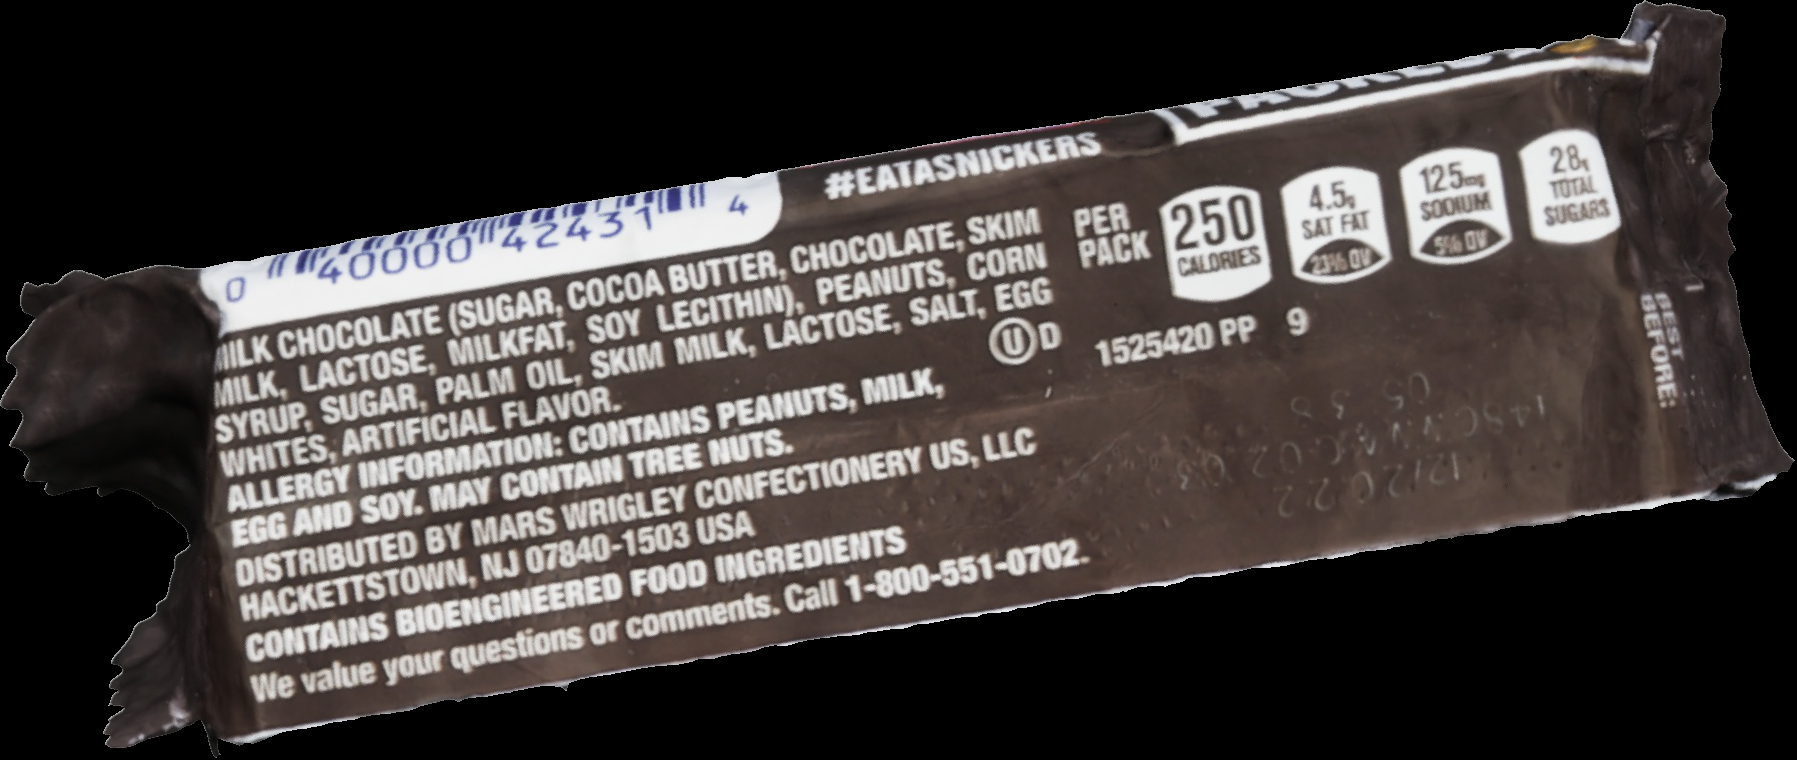 #EATASNICKERS
0 40000 42431 4
MILK CHOCOLATE (SUGAR, COCOA BUTTER, CHOCOLATE, SKIM
MILK, LACTOSE, MILKFAT, SOY LECITHIN), PEANUTS, CORN
SYRUP, SUGAR, PALM OIL, SKIM MILK, LACTOSE, SALT, EGG
WHITES, ARTIFICIAL FLAVOR.
U D
ALLERGY INFORMATION: CONTAINS PEANUTS, MILK,
EGG AND SOY. MAY CONTAIN TREE NUTS.
DISTRIBUTED BY MARS WRIGLEY CONFECTIONERY US, LLC
HACKETTSTOWN, NJ 07840-1503 USA
CONTAINS BIOENGINEERED FOOD INGREDIENTS
We value your questions or comments. Call 1-800-551-0702.
PER
PACK
250
CALORIES
4.5g
SAT FAT
23% DV
125mg
SODIUM
5% DV
28g
TOTAL
SUGARS
1525420 PP 9
BEST
BEFORE:
12/2022